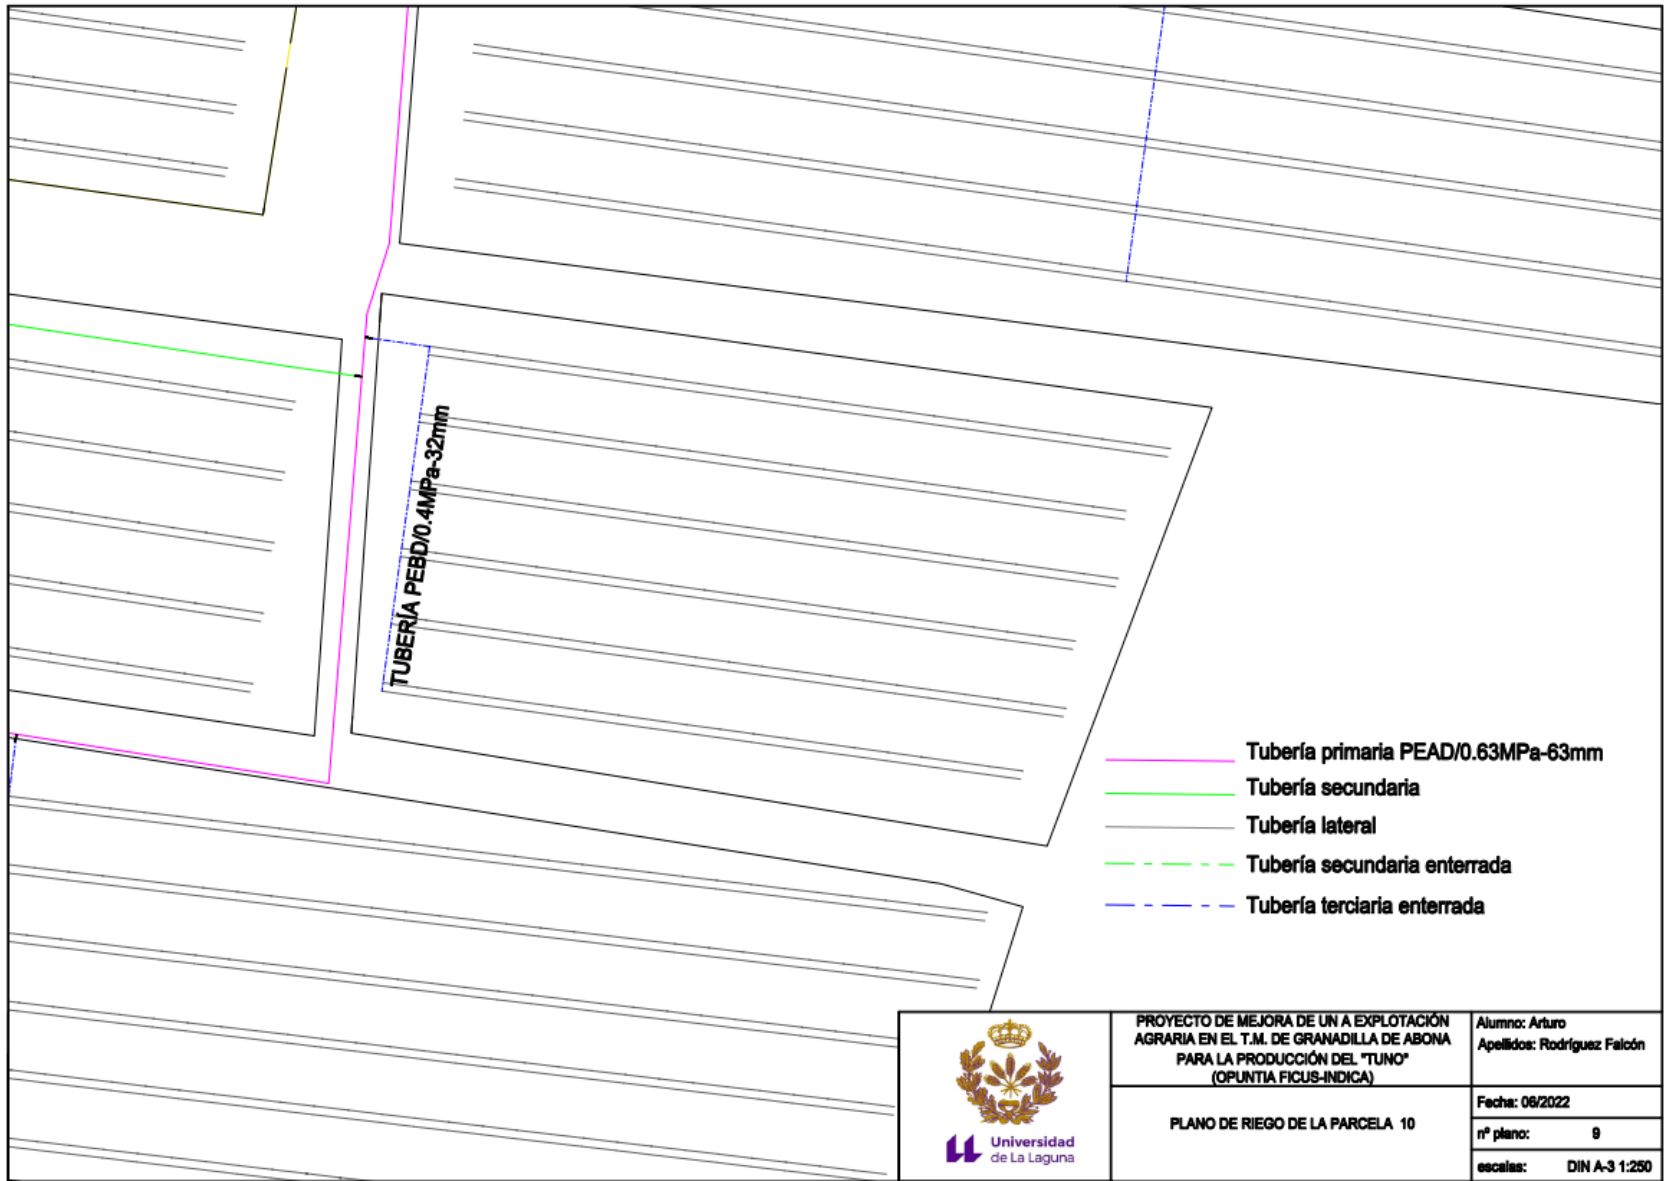 TUBERÍA PEBD/0.4MPa-32mm
Tubería primaria PEAD/0.63MPa-63mm
Tubería secundaria
Tubería lateral
Tubería secundaria enterrada
Tubería terciaria enterrada
Universidad
de La Laguna
PROYECTO DE MEJORA DE UN A EXPLOTACIÓN
AGRARIA EN EL T.M. DE GRANADILLA DE ABONA
PARA LA PRODUCCIÓN DEL "TUNO"
(OPUNTIA FICUS-INDICA)
PLANO DE RIEGO DE LA PARCELA 10
Alumno: Arturo
Apellidos: Rodríguez Falcón
Fecha: 06/2022
nº plano: 9
escalas: DIN A-3 1:250